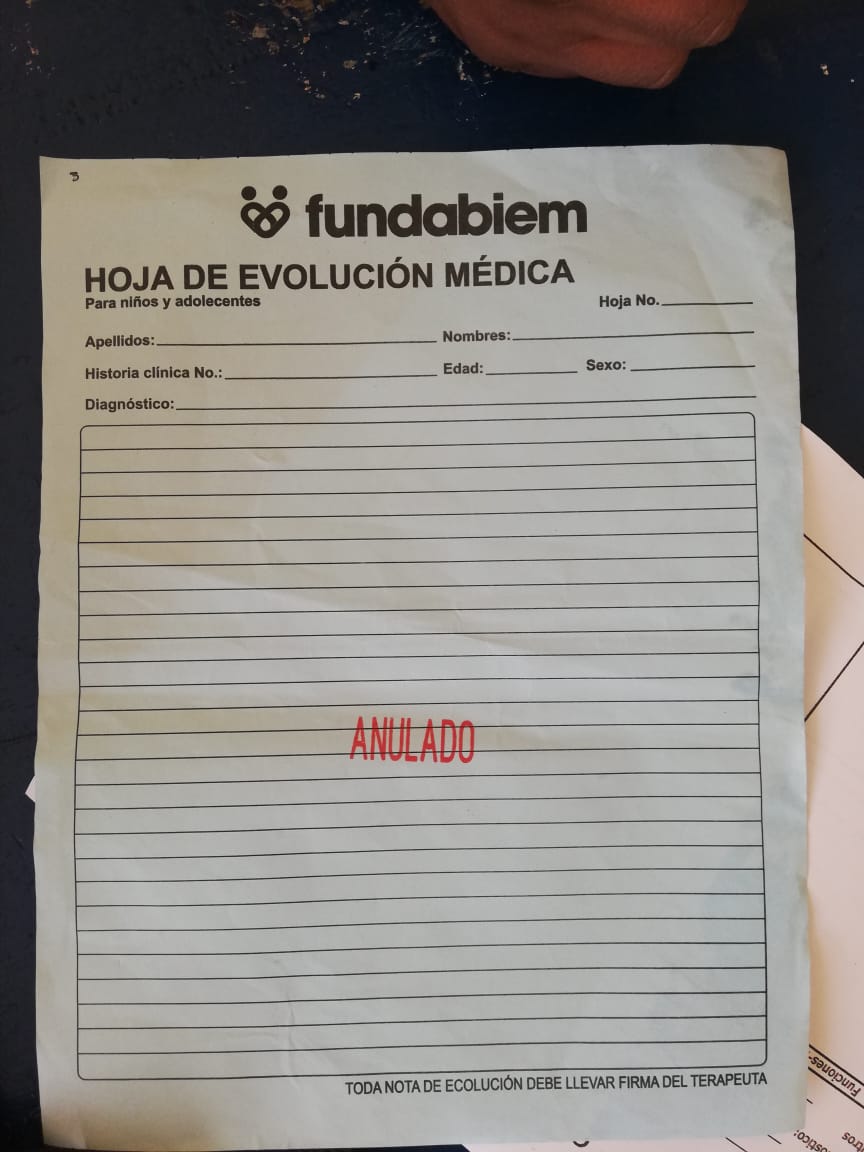 3
fundabiem
HOJA DE EVOLUCIÓN MÉDICA
Para niños y adolecentes
Hoja No.
Apellidos: Nombres:
Historia clínica No.: Edad: Sexo:
Diagnóstico:
ANULADO
TODA NOTA DE ECOLUCIÓN DEBE LLEVAR FIRMA DEL TERAPEUTA
Funciones